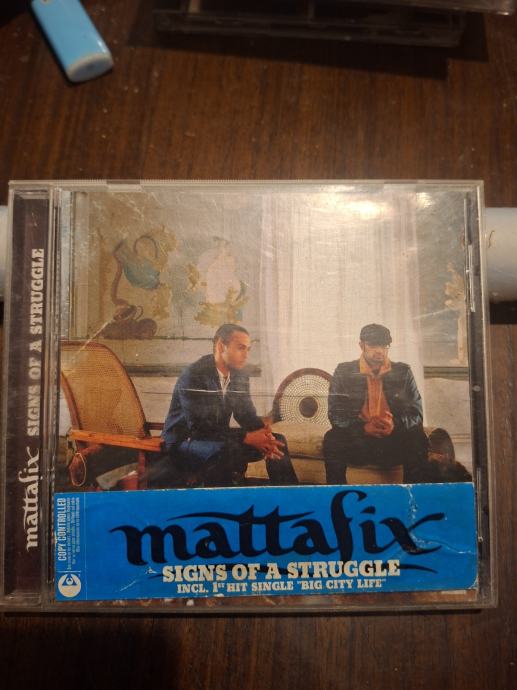 mattafix SIGNS OF A STRUGGLE
COPY CONTROLLED
mattafix
SIGNS OF A STRUGGLE
INCL. 1st HIT SINGLE "BIG CITY LIFE"